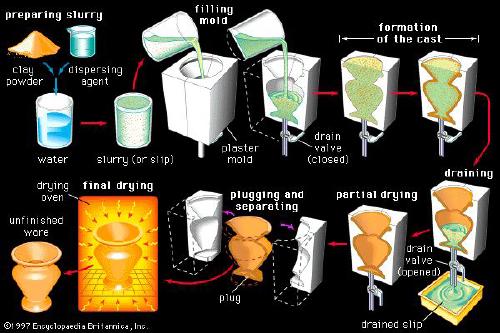 preparing slurry
clay
powder
dispersing
agent
water
slurry (or slip)
filling
mold
plaster
mold
drain
valve
(closed)
formation
of the cast
draining
drain
valve
(opened)
drained slip
partial drying
plugging and
separating
plug
final drying
drying
oven
unfinished
ware
© 1997 Encyclopaedia Britannica, Inc.